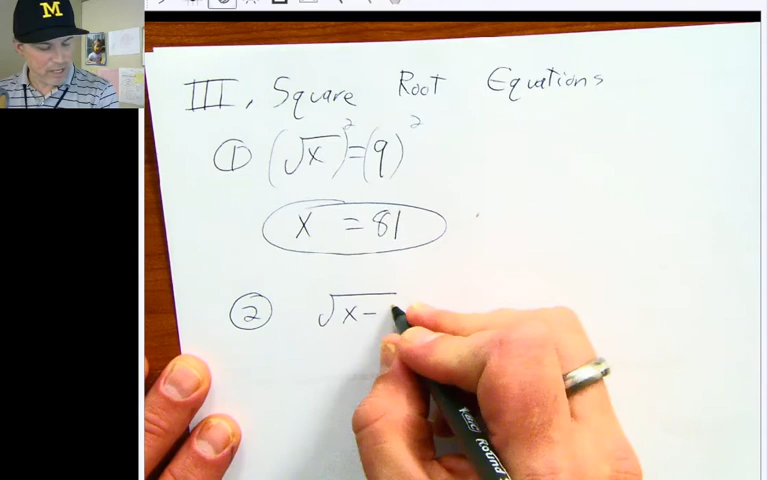 M
III, Square Root Equations
① (√x)² = (9)²
x = 81
② √x-